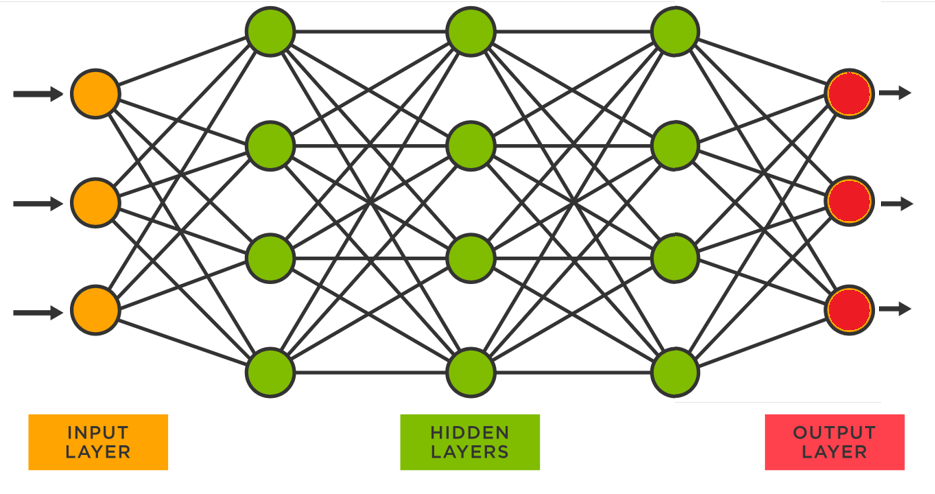 INPUT
LAYER
HIDDEN
LAYERS
OUTPUT
LAYER